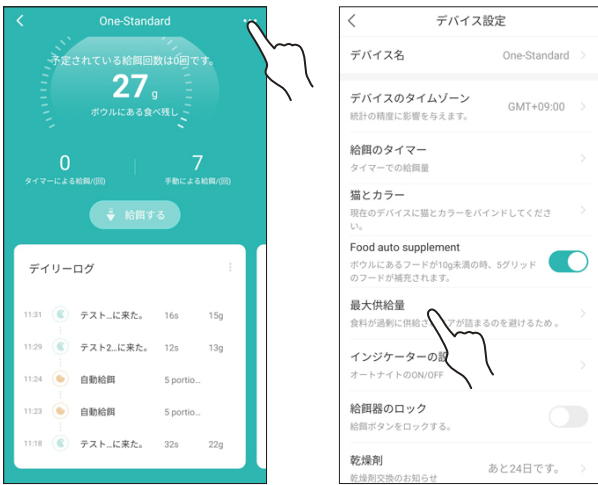 One-Standard
予定されている給餌回数は0回です。
27 g
ボウルにある食べ残し
0
7
タイマーによる給餌/(回)
手動による給餌/(回)
給餌する
デイリーログ
11:31 テスト…に来た。 16s 15g
11:29 テスト2…に来た。 12s 13g
11:24 自動給餌 5 portio...
11:23 自動給餌 5 portio...
11:18 テスト…に来た。 32s 22g
デバイス設定
デバイス名 One-Standard
デバイスのタイムゾーン GMT+09:00
統計の精度に影響を与えます。
給餌のタイマー
タイマーでの給餌量
猫とカラー
現在のデバイスに猫とカラーをバインドしてくださ
い。
Food auto supplement
ボウルにあるフードが10g未満の時、5グリッド
のフードが補充されます。
最大供給量
食料が過剰に供給さ アが詰まるのを避けるため。
インジケーターの設
オートナイトのON/OFF
給餌器のロック
給餌ボタンをロックする。
乾燥剤 あと24日です。
乾燥剤交換のお知らせ